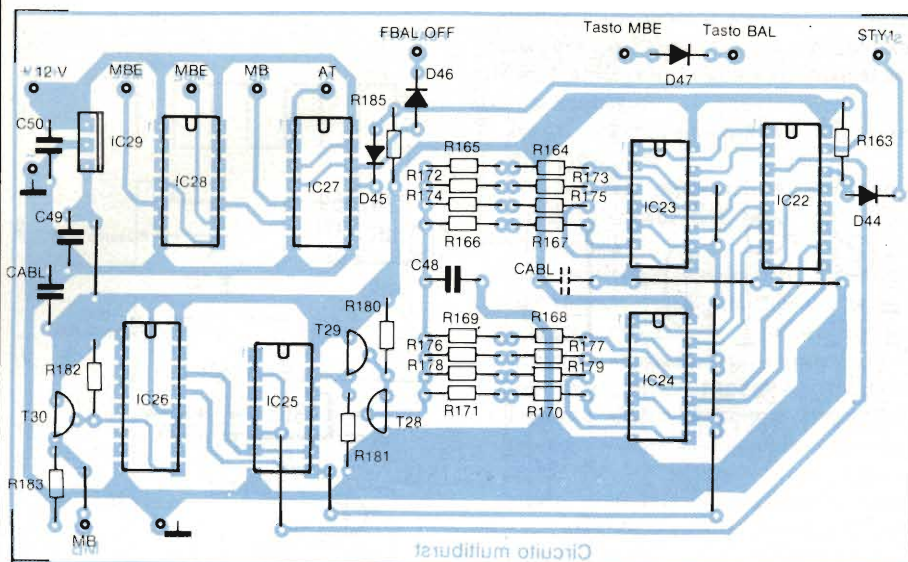 FBAL OFF
Tasto MBE
Tasto BAL
STY1
+ 12 V
MBE
MBE
MB
AT
D46
D47
R185
C50
IC29
IC28
IC27
D45
R163
R165
R164
R172
R173
R174
R175
R166
R167
IC23
IC22
D44
C49
CABL
C48
CABL
R180
T29
R169
R168
R176
R177
R178
R179
R171
R170
IC24
R182
IC26
IC25
T30
T28
R181
R183
MB
MB
Circuito multiburst